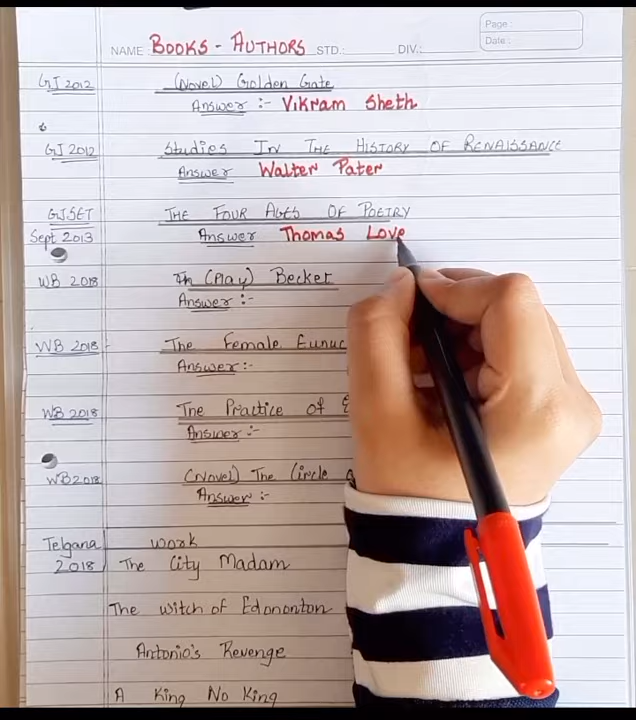 Page:
Date:
NAME BOOKS - AUTHORS STD.: DIV.:
GJ 2012 (Novel) Golden Gate
Answer :- Vikram Sheth
GJ 2012 Studies In The History of Renaissance
Answer Walter Pater
GJSET The Four Ages of Poetry
Sept 2013 Answer Thomas Love
WB 2018 (Play) Becket
Answer :-
WB 2018 The Female Eunuc
Answer :-
WB 2018 The Practice of
Answer :-
WB 2018 (Novel) The Circle
Answer :-
Telgana work
2018 The City Madam
The witch of Edmonton
Antonio's Revenge
A King No King